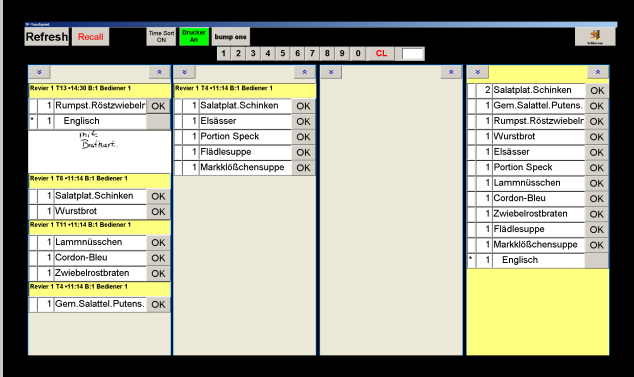 IP-Touchprint
Refresh
Recall
Time Sort ON
Drucker An
bump one
1 2 3 4 5 6 7 8 9 0 CL
Schliessen
Revier 1 T13 •14:30 B:1 Bediener 1
1 Rumpst.Röstzwiebelr OK
* 1 Englisch
mit
Revier 1 T6 •11:14 B:1 Bediener 1
1 Salatplat.Schinken OK
1 Wurstbrot OK
Revier 1 T11 •11:14 B:1 Bediener 1
1 Lammnüsschen OK
1 Cordon-Bleu OK
1 Zwiebelrostbraten OK
Revier 1 T4 •11:14 B:1 Bediener 1
1 Gem.Salattel.Putens. OK
Revier 1 T4 •11:14 B:1 Bediener 1
1 Salatplat.Schinken OK
1 Elsässer OK
1 Portion Speck OK
1 Flädlesuppe OK
1 Markklößchensuppe OK
2 Salatplat.Schinken OK
1 Gem.Salattel.Putens. OK
1 Rumpst.Röstzwiebelr OK
1 Wurstbrot OK
1 Elsässer OK
1 Portion Speck OK
1 Lammnüsschen OK
1 Cordon-Bleu OK
1 Zwiebelrostbraten OK
1 Flädlesuppe OK
1 Markklößchensuppe OK
* 1 Englisch